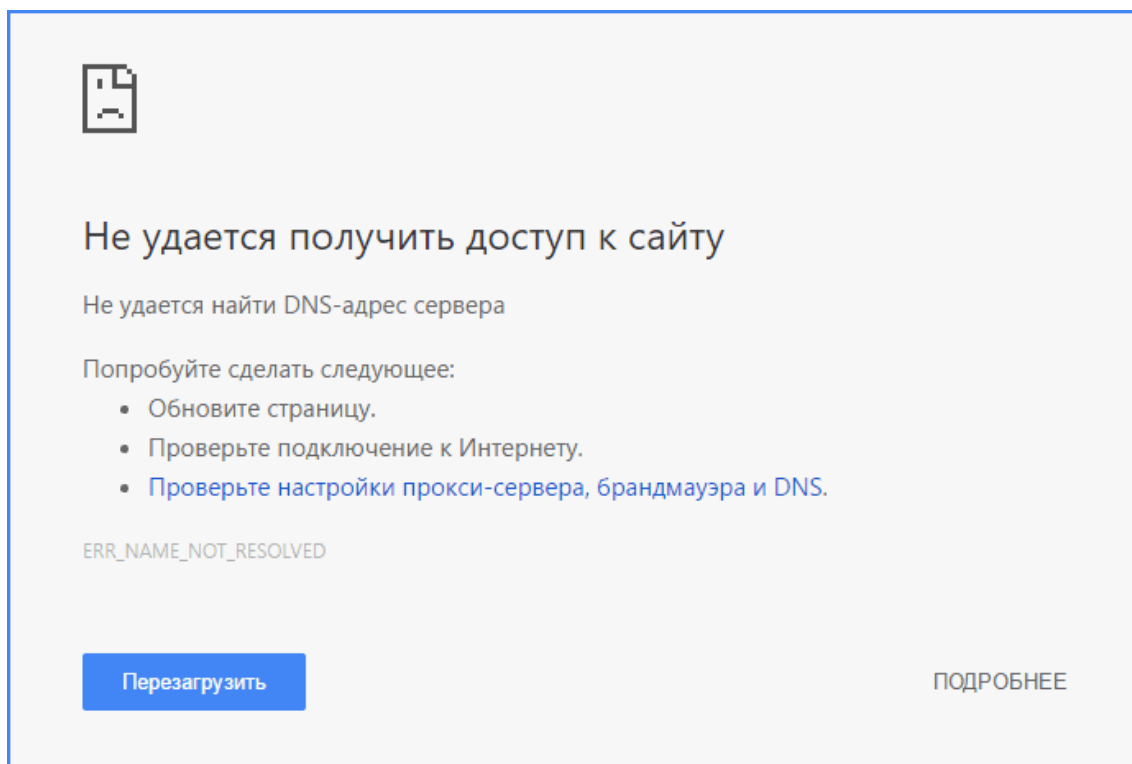 Не удается получить доступ к сайту
Не удается найти DNS-адрес сервера
Попробуйте сделать следующее:
• Обновите страницу.
• Проверьте подключение к Интернету.
• Проверьте настройки прокси-сервера, брандмауэра и DNS.
ERR_NAME_NOT_RESOLVED
Перезагрузить
ПОДРОБНЕЕ